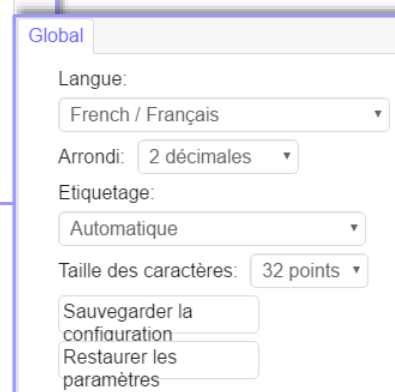 Global
Langue:
French / Français
Arrondi: 2 décimales
Etiquetage:
Automatique
Taille des caractères: 32 points
Sauvegarder la
configuration
Restaurer les
paramètres